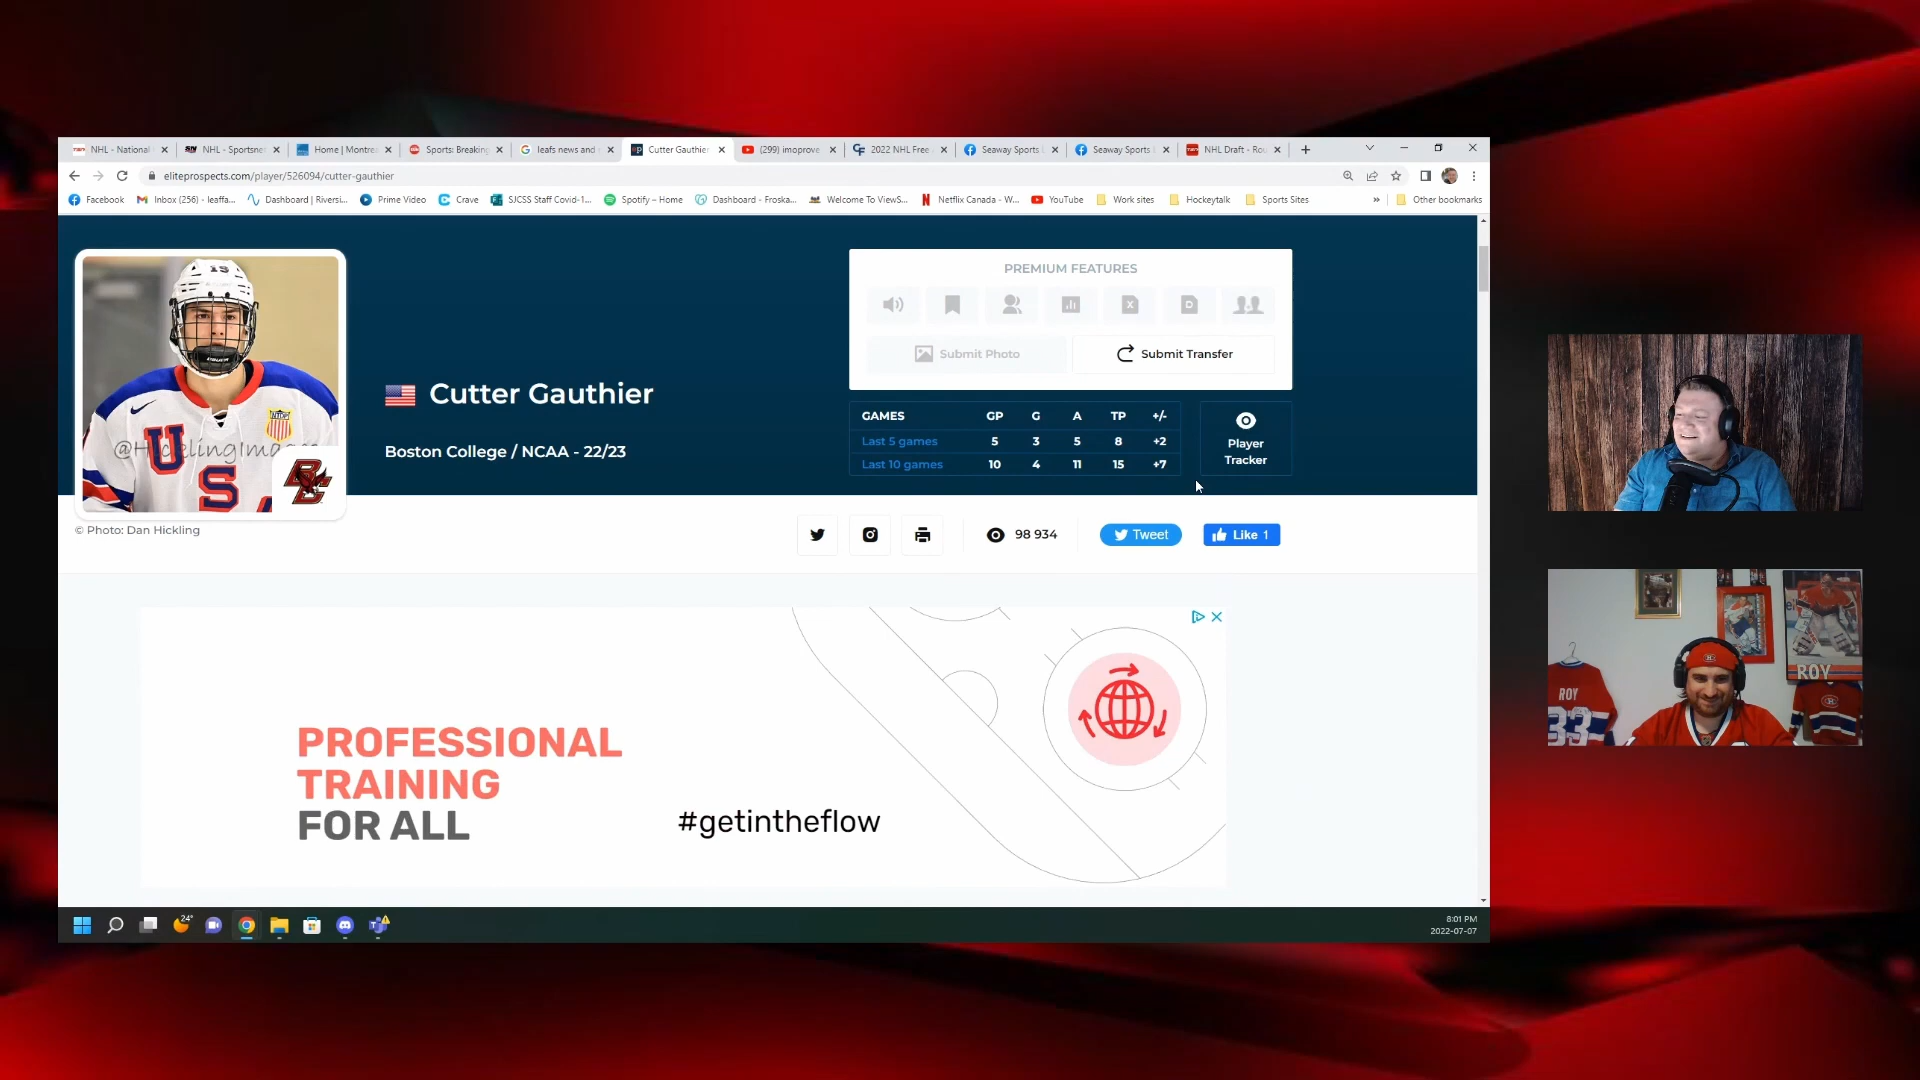 NHL - National
NHL - Sportsne
Home | Montre
Sports: Breaking
leafs news and
Cutter Gauthier
(299) imoprove
2022 NHL Free
Seaway Sports
Seaway Sports
NHL Draft - Rou
eliteprospects.com/player/526094/cutter-gauthier
Facebook
Inbox (256) - leaffa...
Dashboard | Riversi...
Prime Video
Crave
SJCSS Staff Covid-1...
Spotify – Home
Dashboard - Froska...
Welcome To ViewS...
Netflix Canada - W...
YouTube
Work sites
Hockeytalk
Sports Sites
»
Other bookmarks
PREMIUM FEATURES
Submit Photo
Submit Transfer
Cutter Gauthier
Boston College / NCAA - 22/23
GAMES GP G A TP +/-
Last 5 games 5 3 5 8 +2
Last 10 games 10 4 11 15 +7
Player
Tracker
19
NTDP
U
S
BC
© Photo: Dan Hickling
98 934
Tweet
Like 1
PROFESSIONAL
TRAINING
FOR ALL
#getintheflow
24°
8:01 PM
2022-07-07
ROY
33
ROY